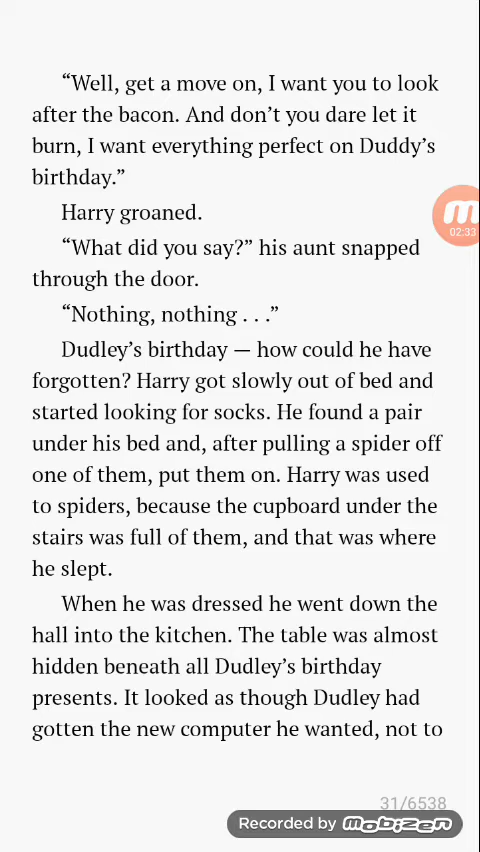 “Well, get a move on, I want you to look
after the bacon. And don’t you dare let it
burn, I want everything perfect on Duddy’s
birthday.”
Harry groaned.
“What did you say?” his aunt snapped
through the door.
“Nothing, nothing . . .”
Dudley’s birthday — how could he have
forgotten? Harry got slowly out of bed and
started looking for socks. He found a pair
under his bed and, after pulling a spider off
one of them, put them on. Harry was used
to spiders, because the cupboard under the
stairs was full of them, and that was where
he slept.
When he was dressed he went down the
hall into the kitchen. The table was almost
hidden beneath all Dudley’s birthday
presents. It looked as though Dudley had
gotten the new computer he wanted, not to
m
02:33
31/6538
Recorded by mobizen